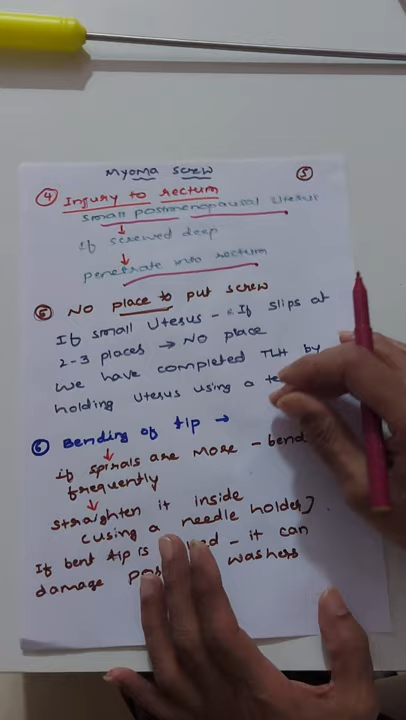 Myoma screw
5
4 Injury to rectum
small postmenopausal uterus
↓
if screwed deep
↓
penetrate into rectum
5 No place to put screw
If small Uterus - If slips at
2-3 places → No place
We have completed TLH by
holding Uterus using a
6 Bending of tip →
↓
if spirals are more - bend
frequently
↓
straighten it inside
(using a needle holder)
If bent tip is - it can
damage washers